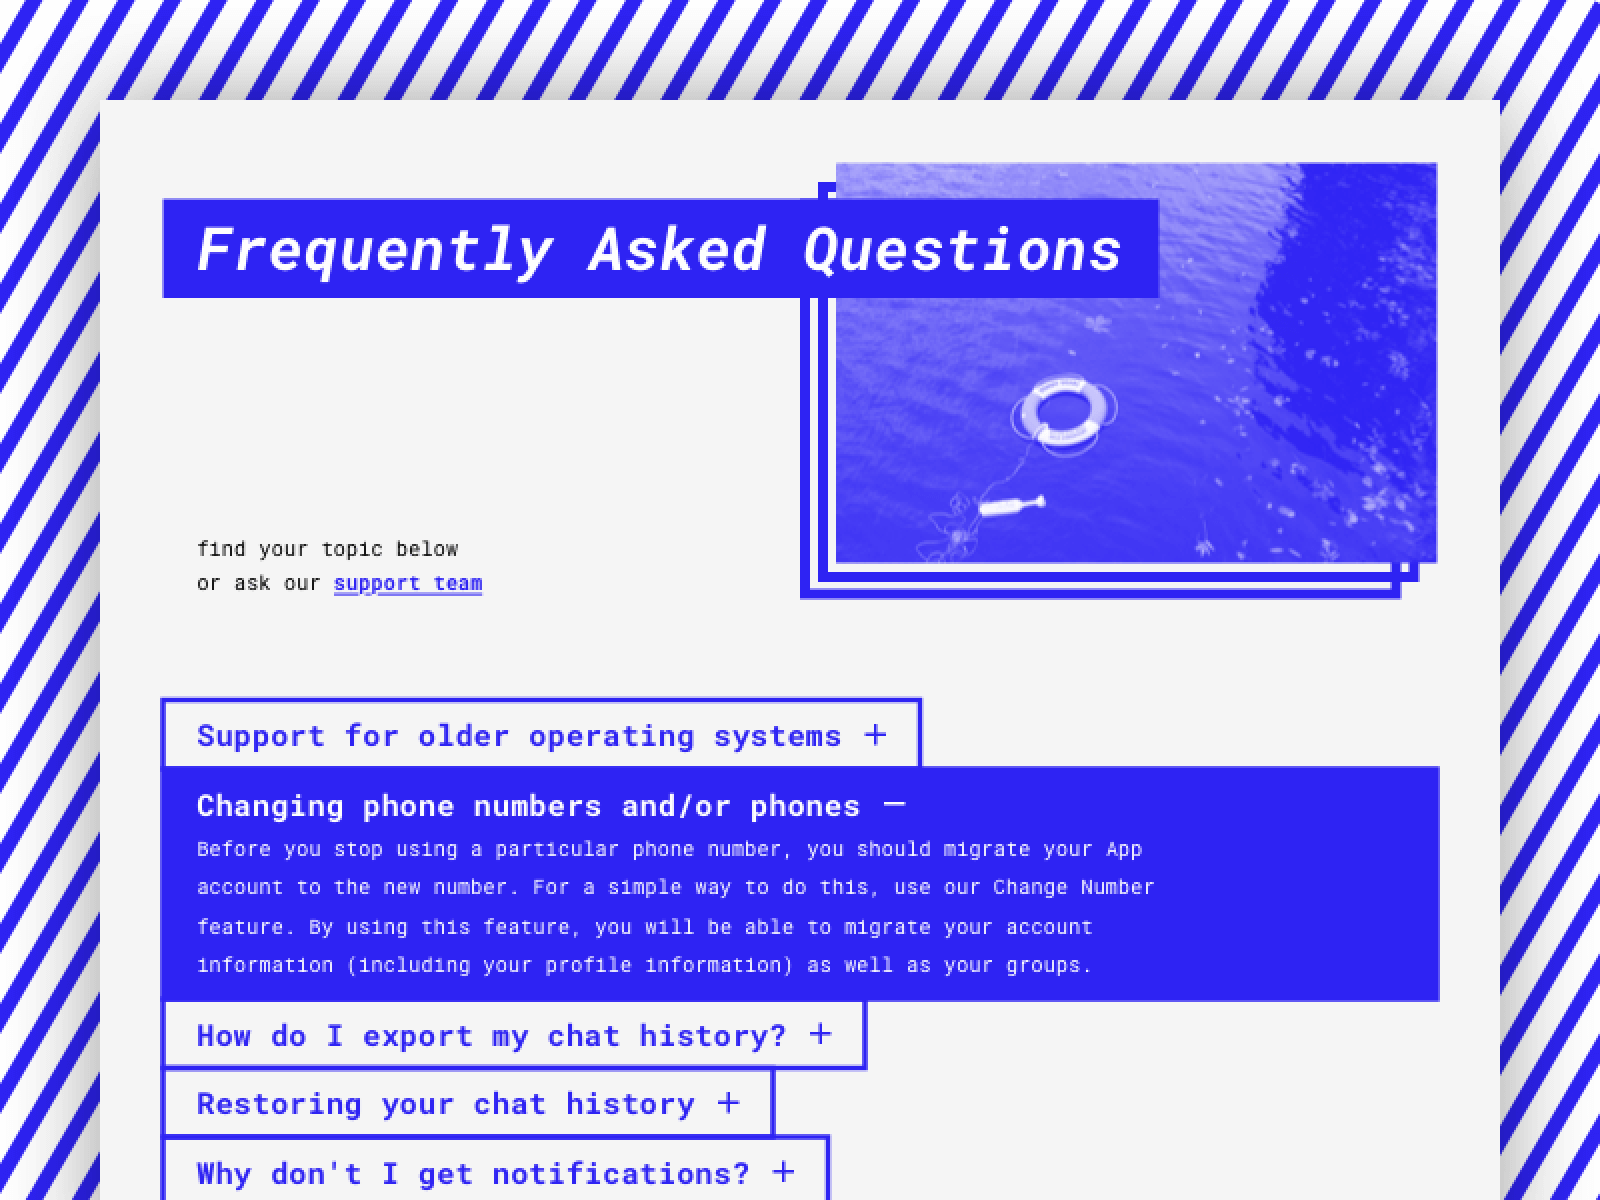 Frequently Asked Questions
find your topic below
or ask our support team
Support for older operating systems +
Changing phone numbers and/or phones –
Before you stop using a particular phone number, you should migrate your App
account to the new number. For a simple way to do this, use our Change Number
feature. By using this feature, you will be able to migrate your account
information (including your profile information) as well as your groups.
How do I export my chat history? +
Restoring your chat history +
Why don't I get notifications? +